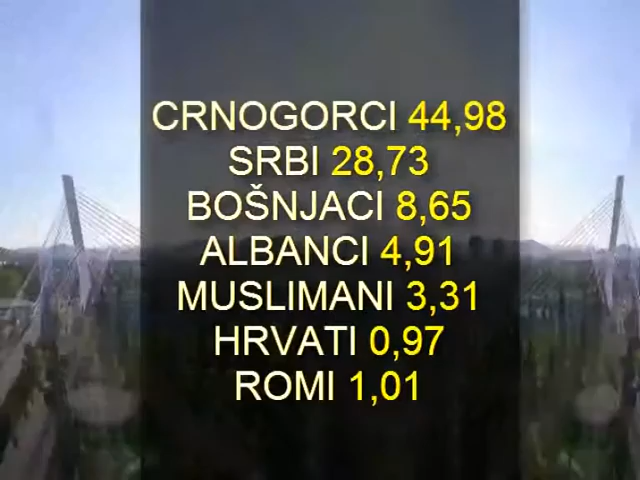 CRNOGORCI 44,98
SRBI 28,73
BOŠNJACI 8,65
ALBANCI 4,91
MUSLIMANI 3,31
HRVATI 0,97
ROMI 1,01